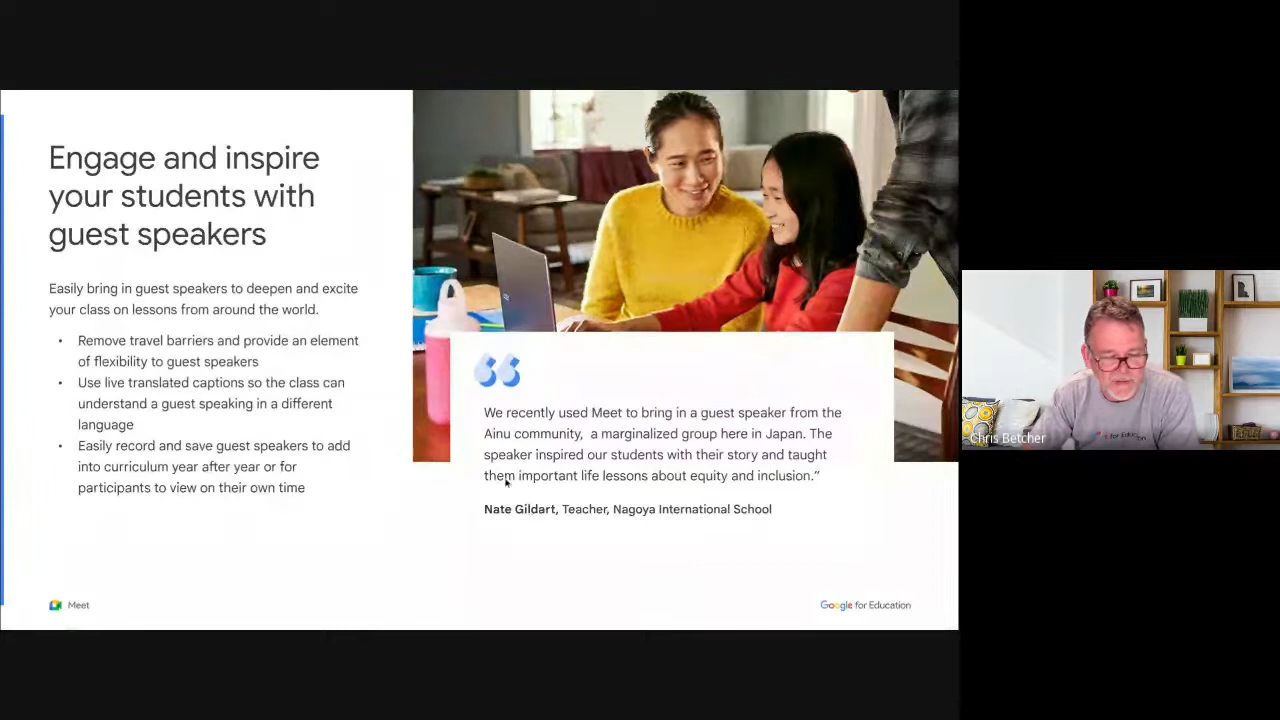 Engage and inspire
your students with
guest speakers
Easily bring in guest speakers to deepen and excite
your class on lessons from around the world.
• Remove travel barriers and provide an element
of flexibility to guest speakers
• Use live translated captions so the class can
understand a guest speaking in a different
language
• Easily record and save guest speakers to add
into curriculum year after year or for
participants to view on their own time
“
We recently used Meet to bring in a guest speaker from the
Ainu community,  a marginalized group here in Japan. The
speaker inspired our students with their story and taught
them important life lessons about equity and inclusion.”
Nate Gildart, Teacher, Nagoya International School
Meet
Google for Education
Chris Betcher